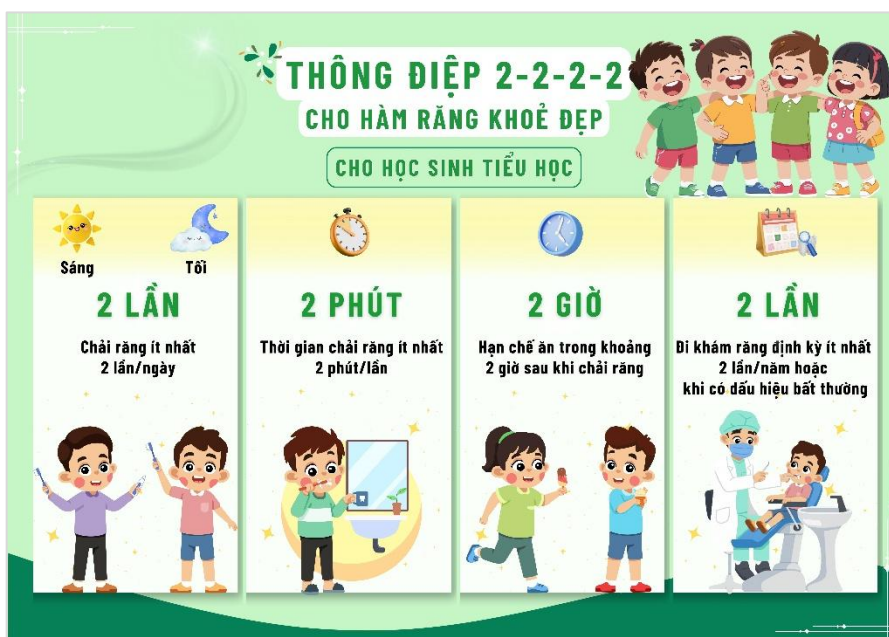 THÔNG ĐIỆP 2-2-2-2
CHO HÀM RĂNG KHOẺ ĐẸP
CHO HỌC SINH TIỂU HỌC
Sáng
Tối
2 LẦN
Chải răng ít nhất
2 lần/ngày
2 PHÚT
Thời gian chải răng ít nhất
2 phút/lần
2 GIỜ
Hạn chế ăn trong khoảng
2 giờ sau khi chải răng
2 LẦN
Đi khám răng định kỳ ít nhất
2 lần/năm hoặc
khi có dấu hiệu bất thường